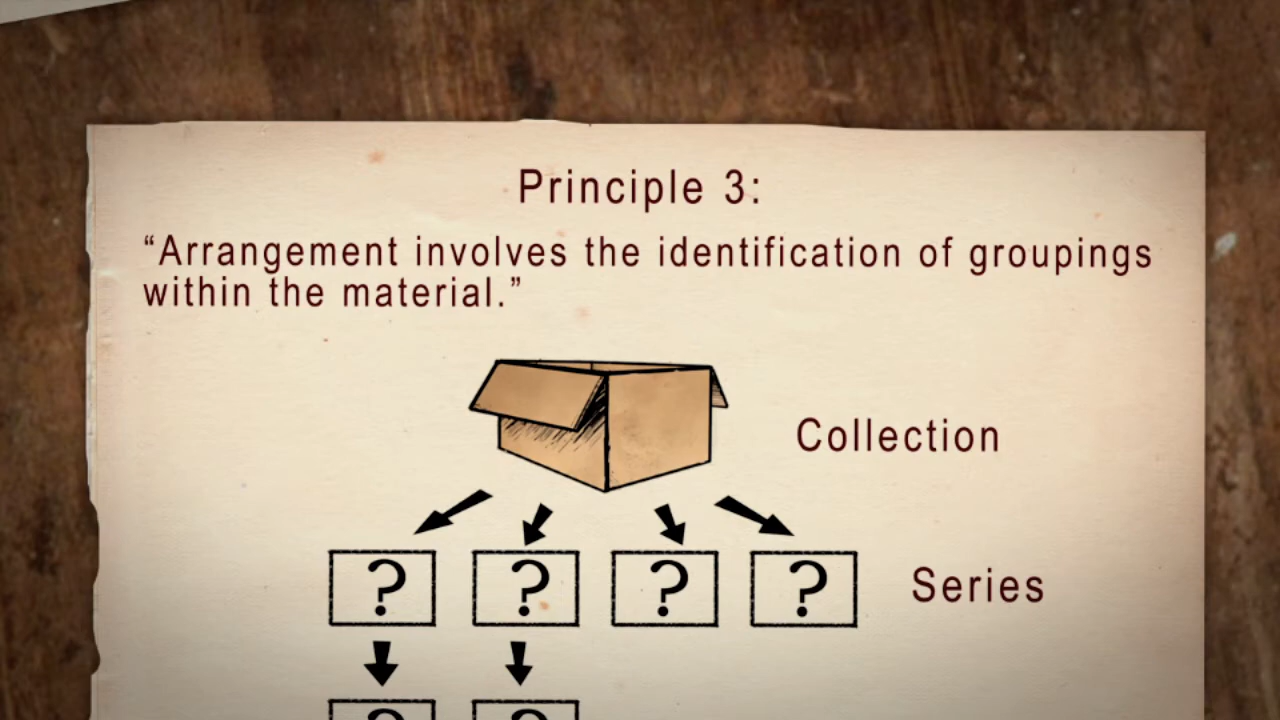 Principle 3:
“Arrangement involves the identification of groupings
within the material.”
Collection
? ? ? ?
Series
? ?